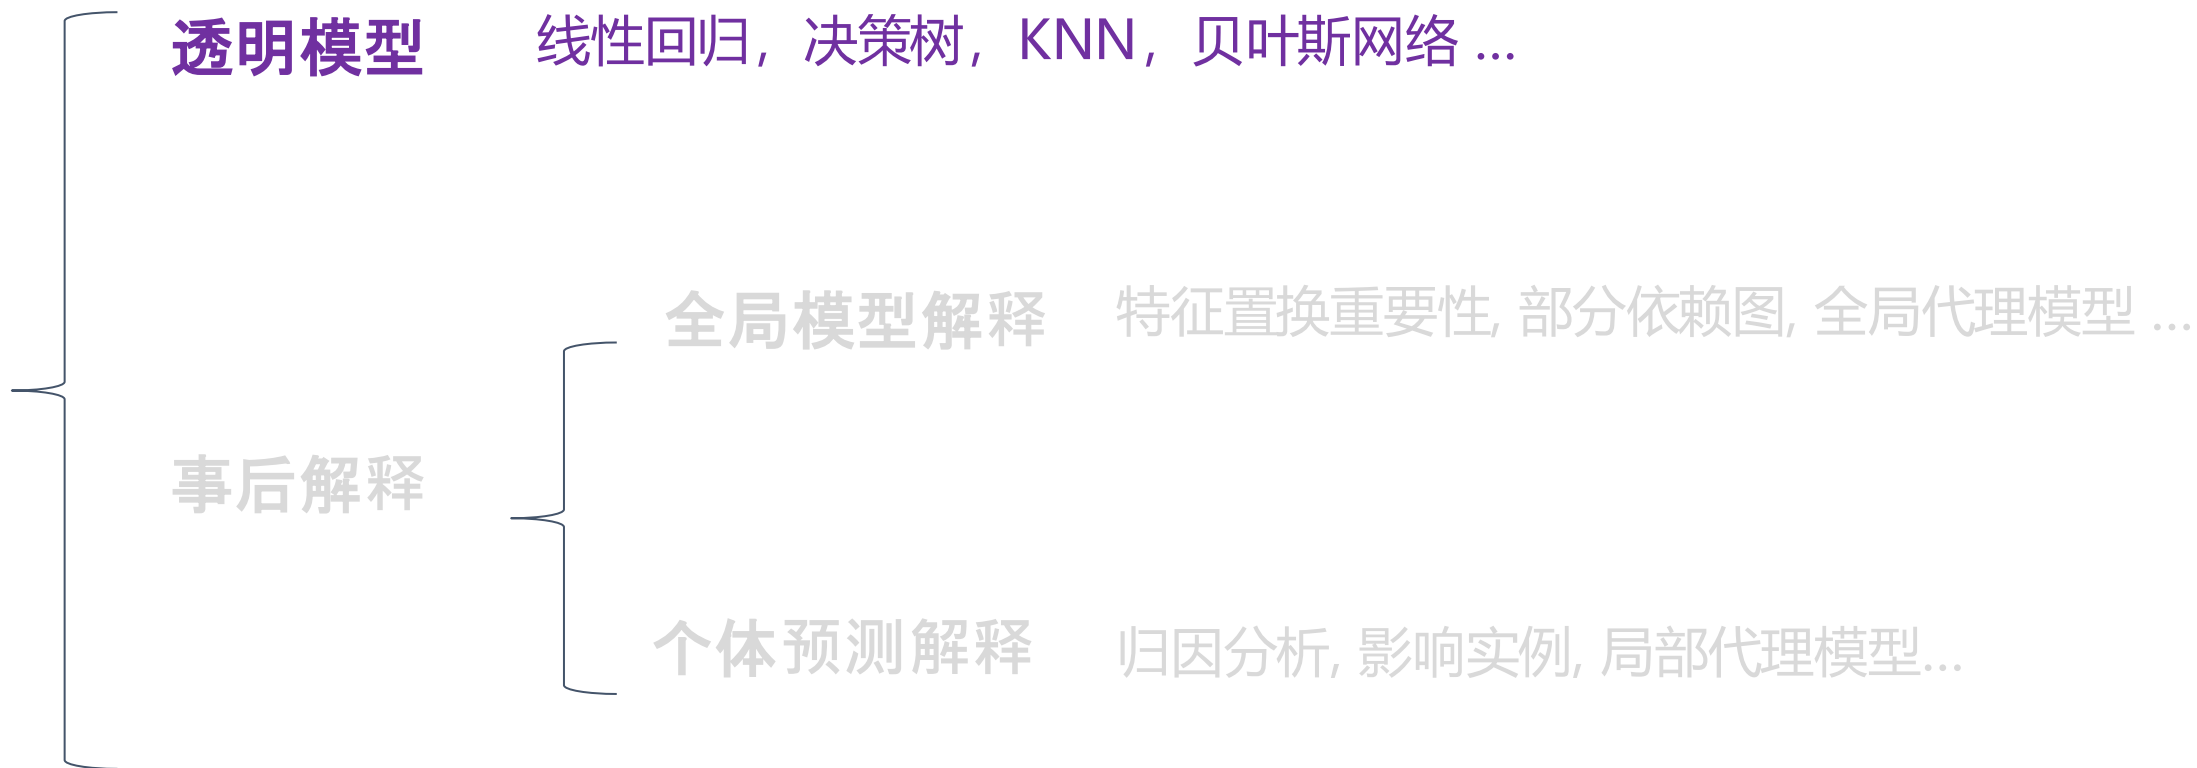 透明模型 线性回归，决策树，KNN，贝叶斯网络 ...
全局模型解释 特征置换重要性, 部分依赖图, 全局代理模型 ...
事后解释
个体预测解释 归因分析, 影响实例, 局部代理模型...